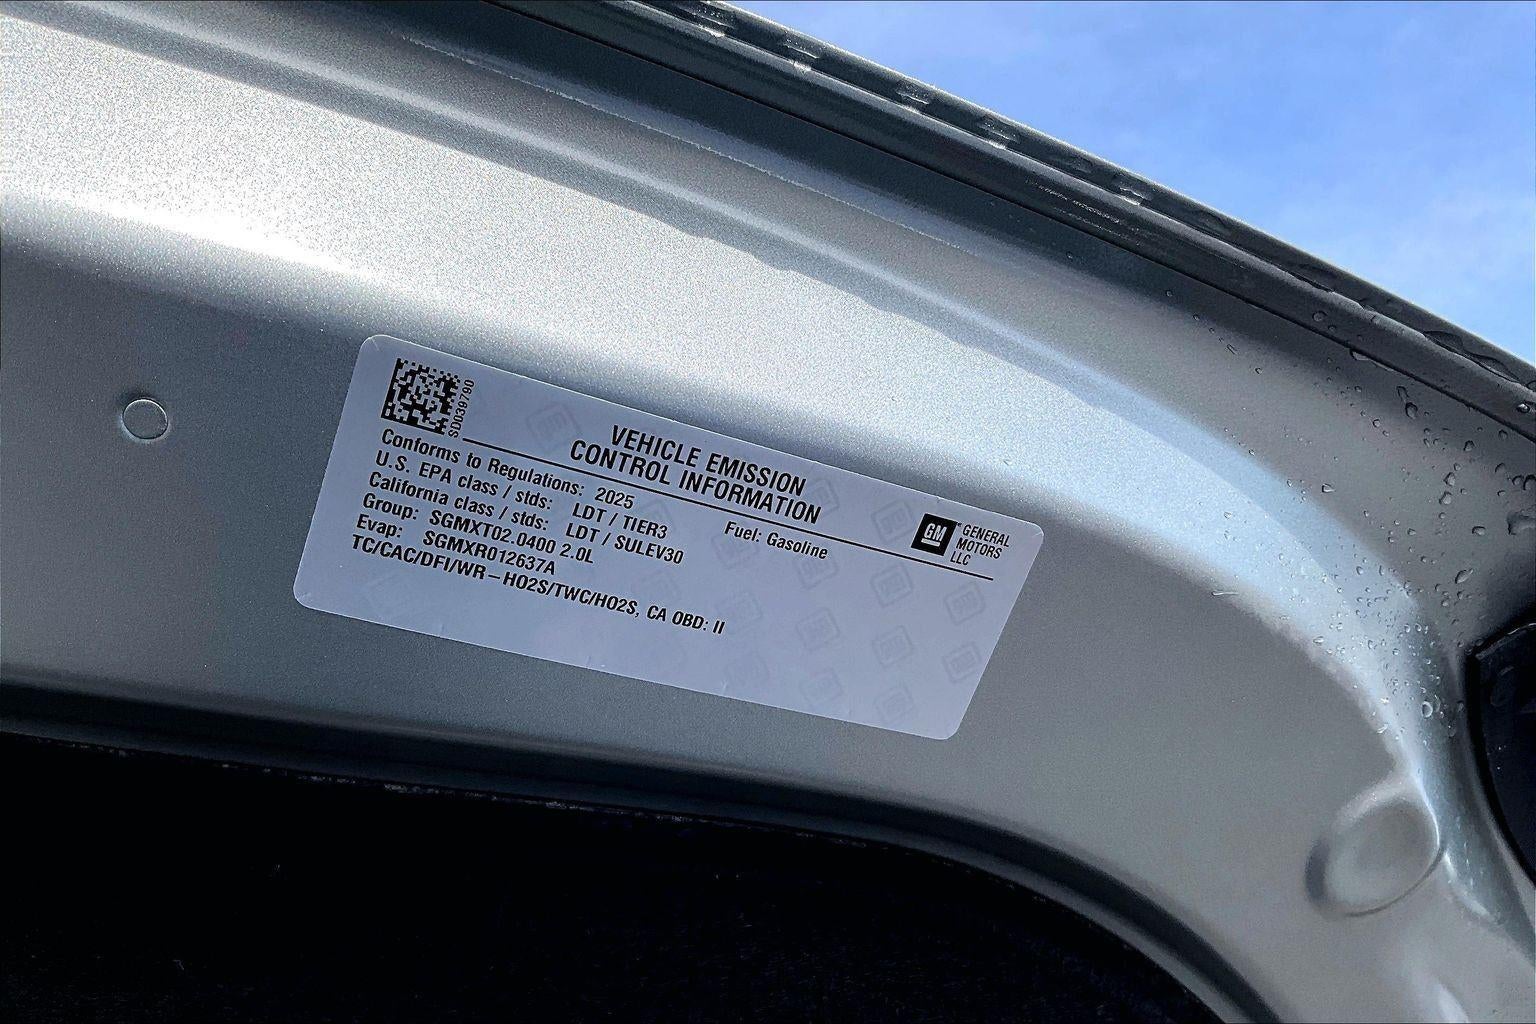 SD039790
VEHICLE EMISSION
CONTROL INFORMATION
Conforms to Regulations: 2025
U.S. EPA class / stds: LDT / TIER3
Fuel: Gasoline
California class / stds: LDT / SULEV30
Group: SGMXT02.0400 2.0L
Evap: SGMXR012637A
TC/CAC/DFI/WR-HO2S/TWC/HO2S, CA OBD: II
GM
GENERAL
MOTORS
LLC